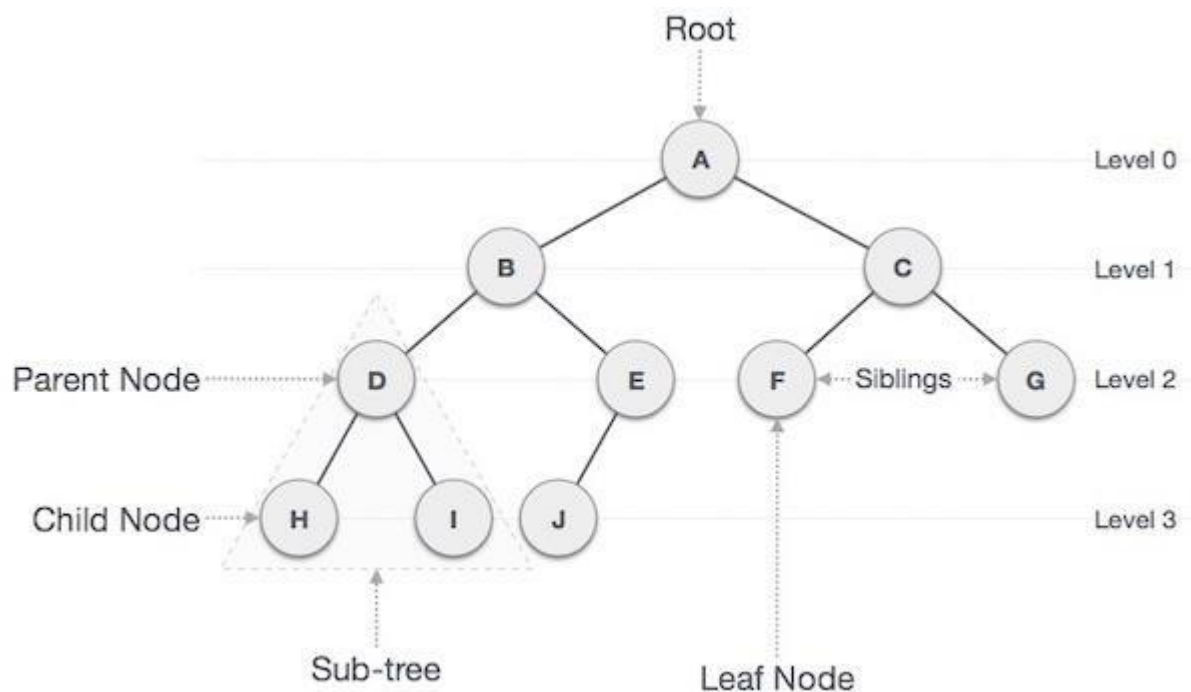 Root
A
Level 0
B
C
Level 1
Parent Node
D
E
F
Siblings
G
Level 2
Child Node
H
I
J
Level 3
Sub-tree
Leaf Node